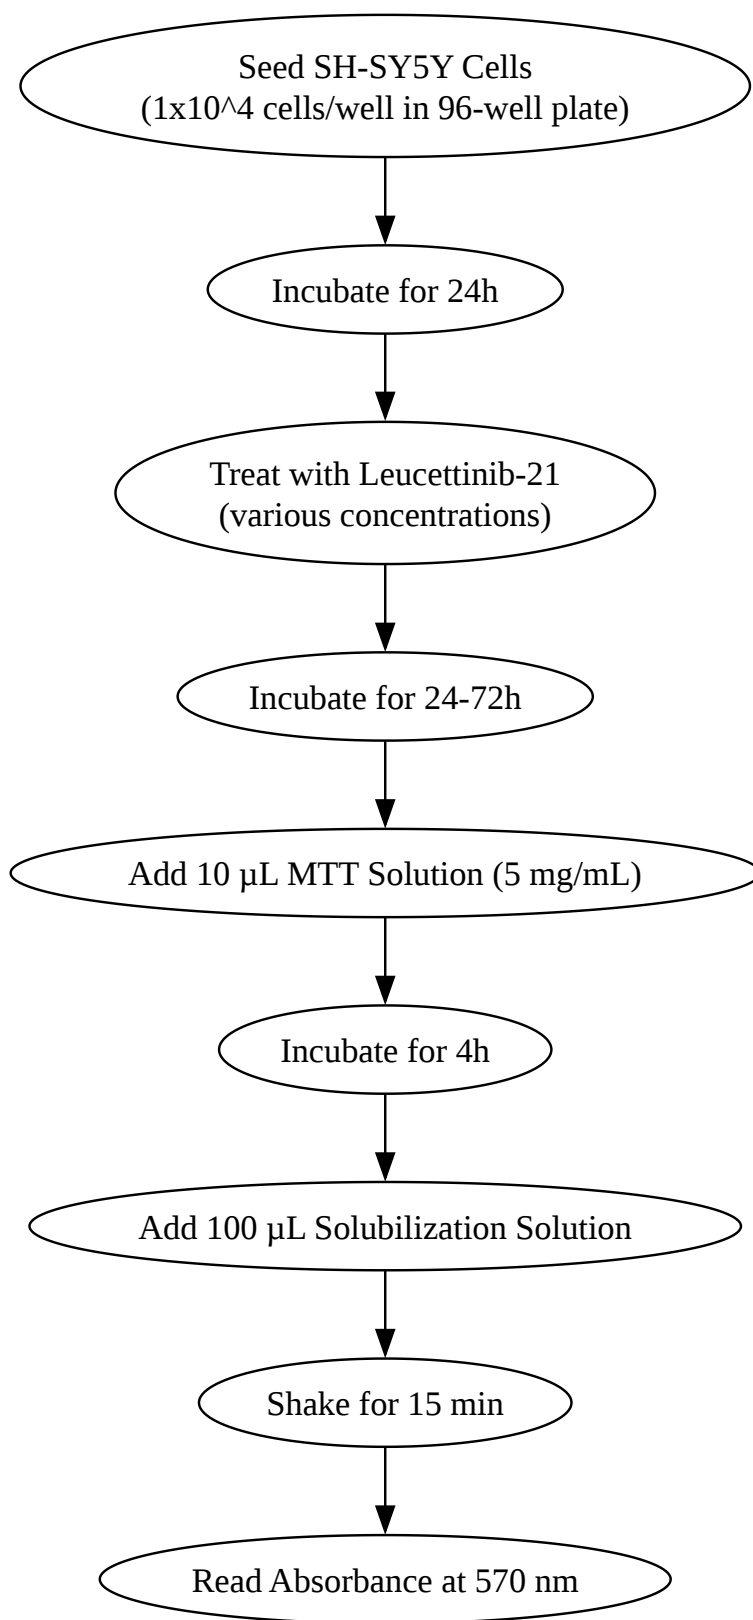 Seed SH-SY5Y Cells
(1x10^4 cells/well in 96-well plate)
Incubate for 24h
Treat with Leucettinib-21
(various concentrations)
Incubate for 24-72h
Add 10 µL MTT Solution (5 mg/mL)
Incubate for 4h
Add 100 µL Solubilization Solution
Shake for 15 min
Read Absorbance at 570 nm